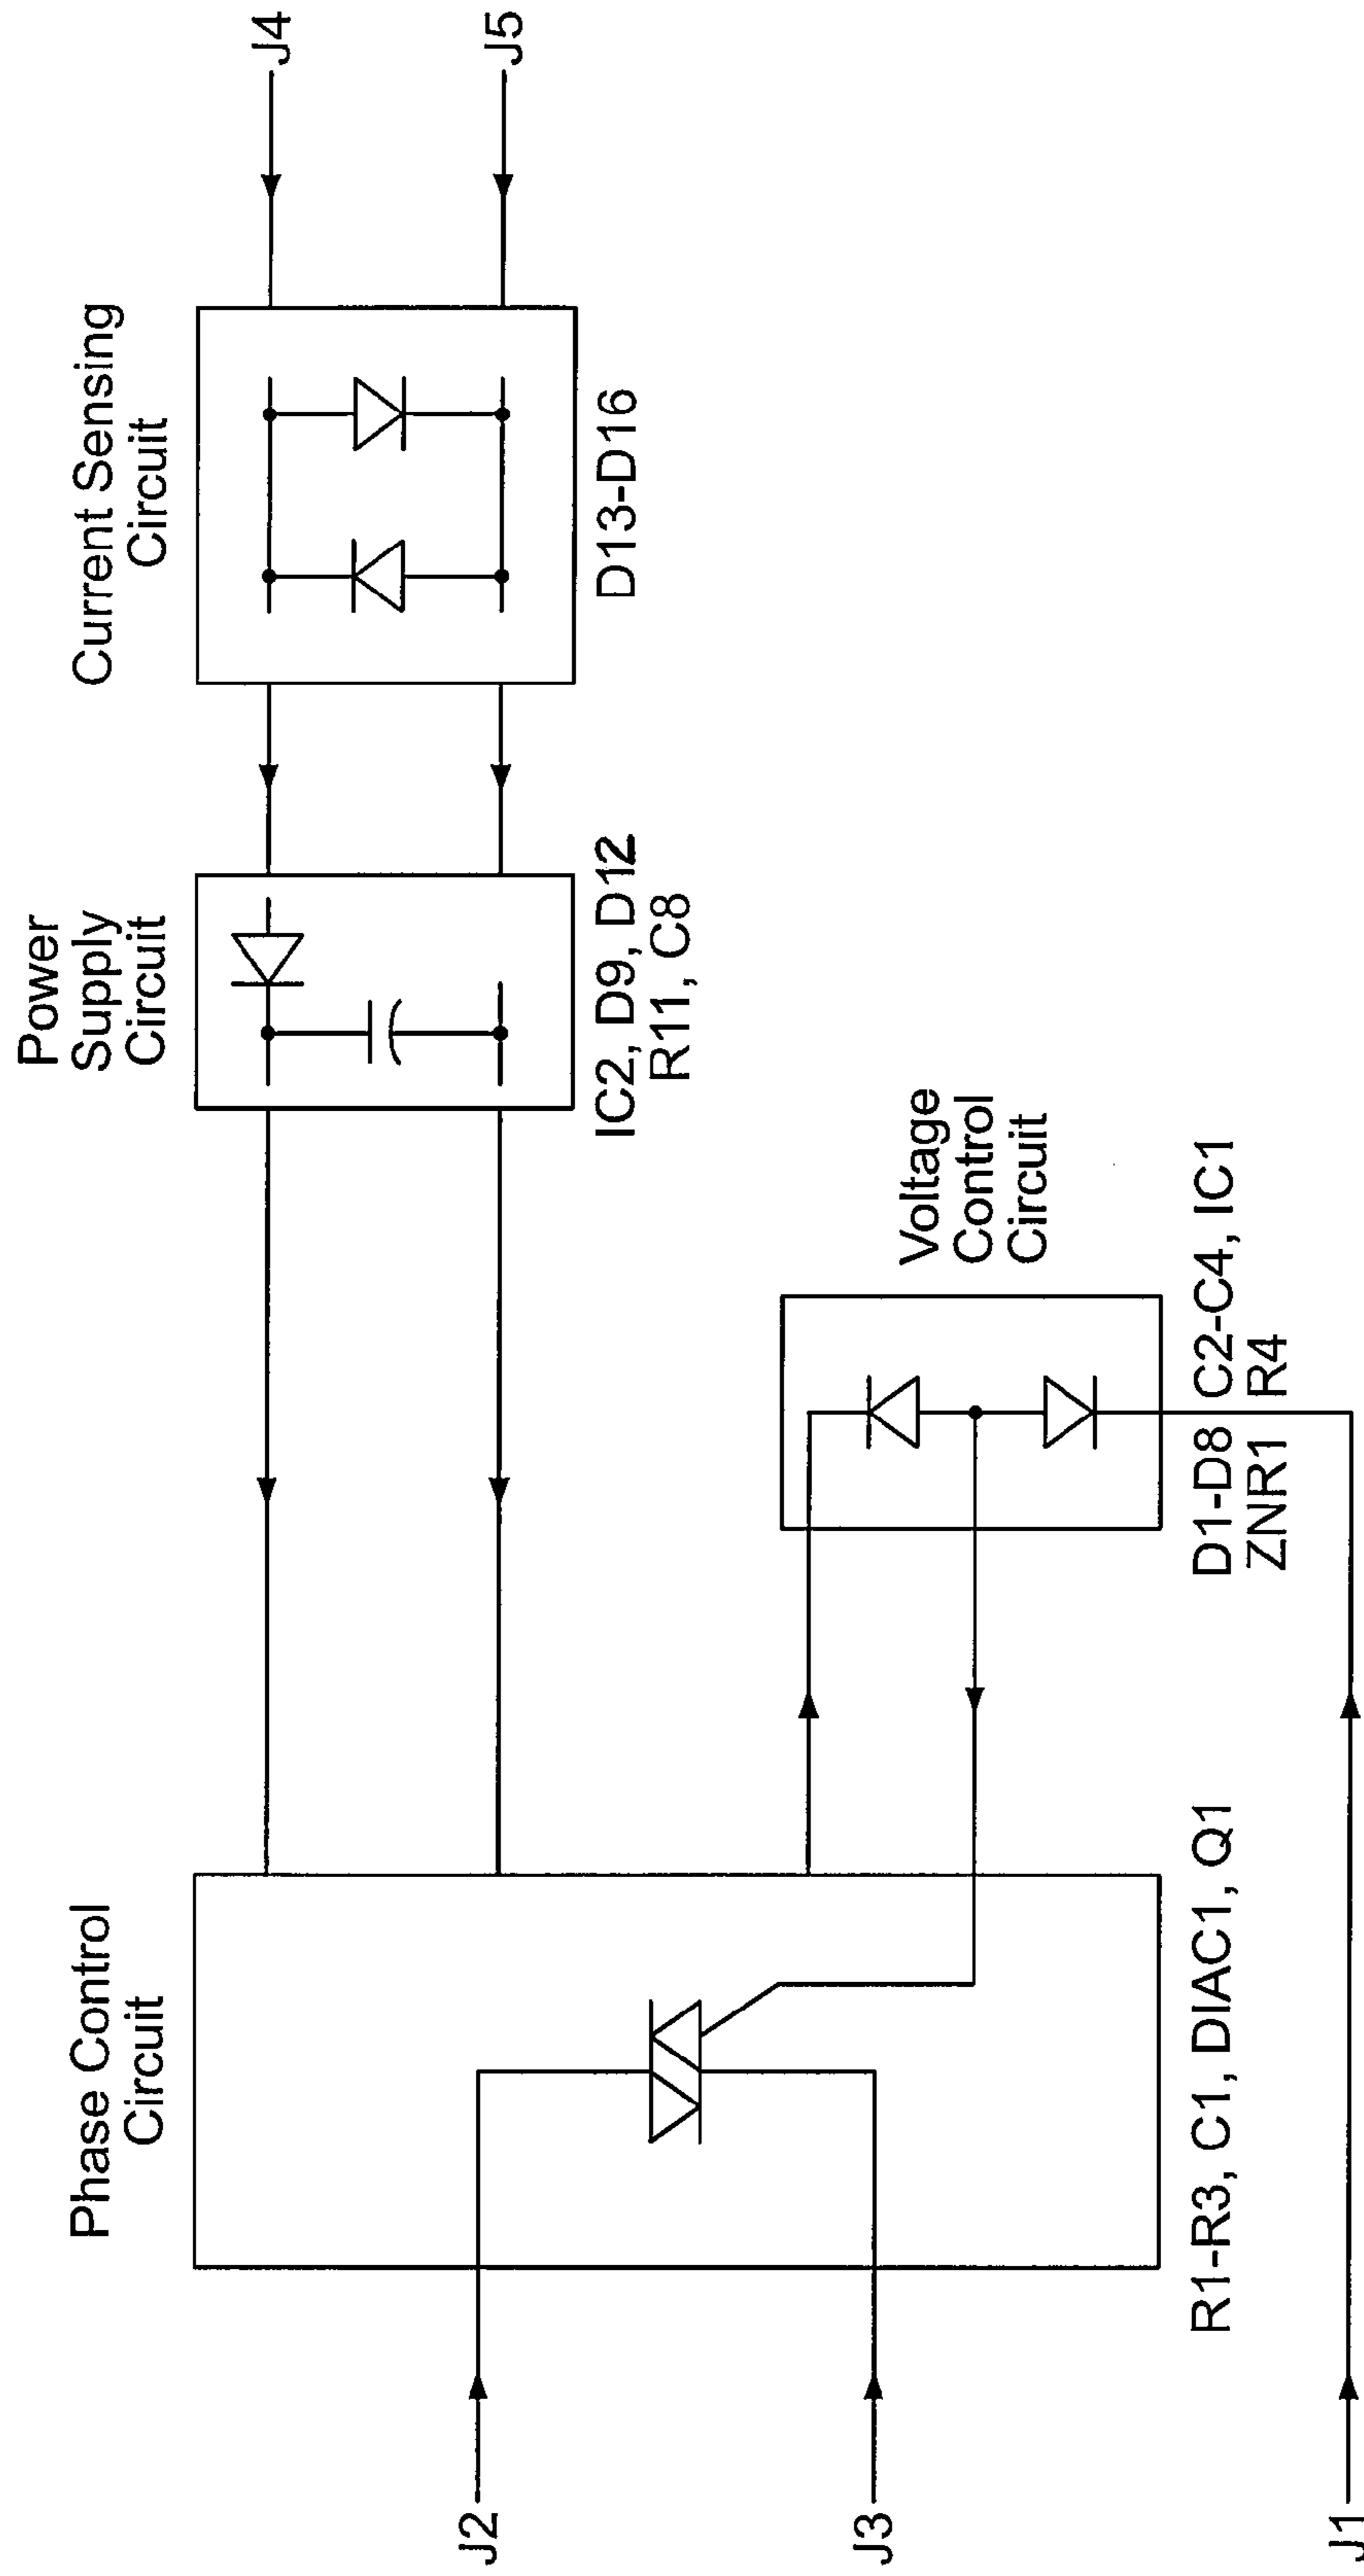 Phase Control
Circuit
Power
Supply
Circuit
Current Sensing
Circuit
J4
J5
D13-D16
IC2, D9, D12
R11, C8
J2
J3
Voltage
Control
Circuit
D1-D8 C2-C4, IC1
ZNR1 R4
R1-R3, C1, DIAC1, Q1
J1